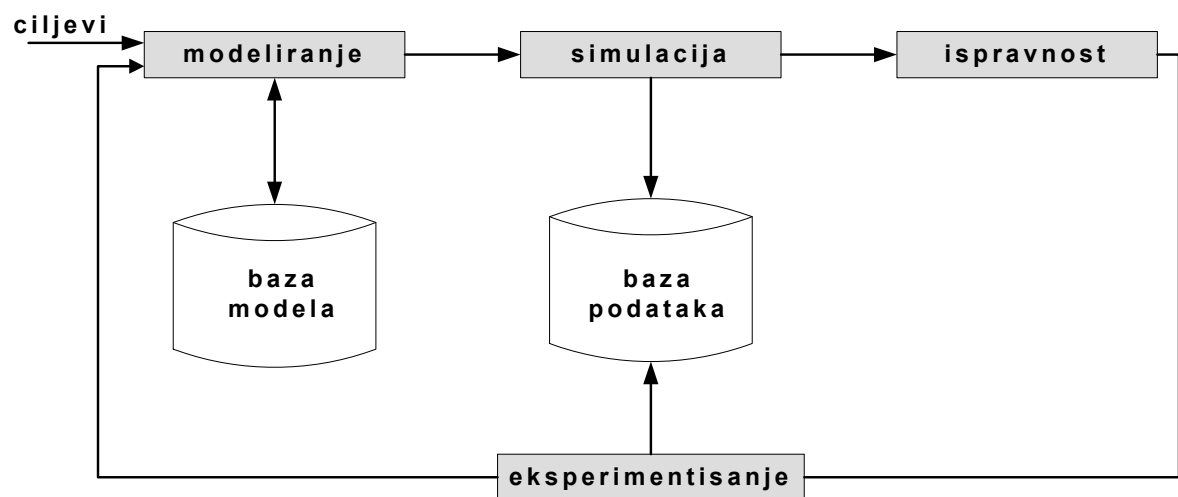 ciljevi
modeliranje
simulacija
ispravnost
baza
modela
baza
podataka
eksperimentisanje